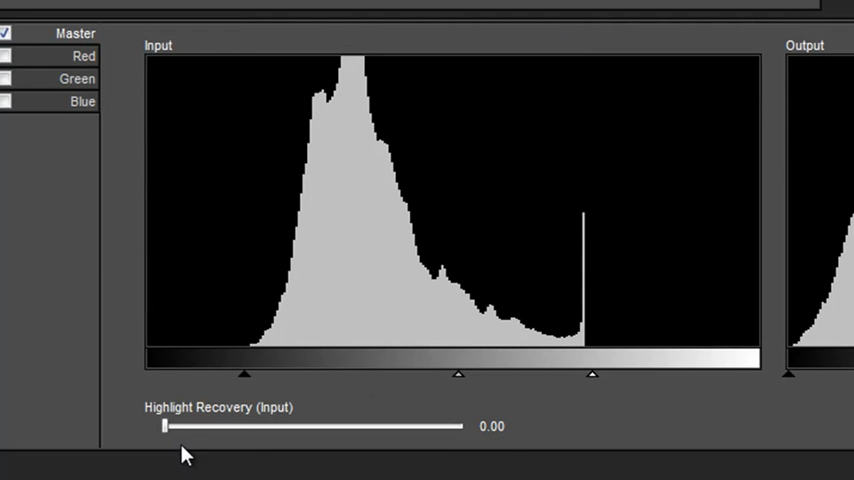 Master
Red
Green
Blue
Input
Output
Highlight Recovery (Input)
0.00